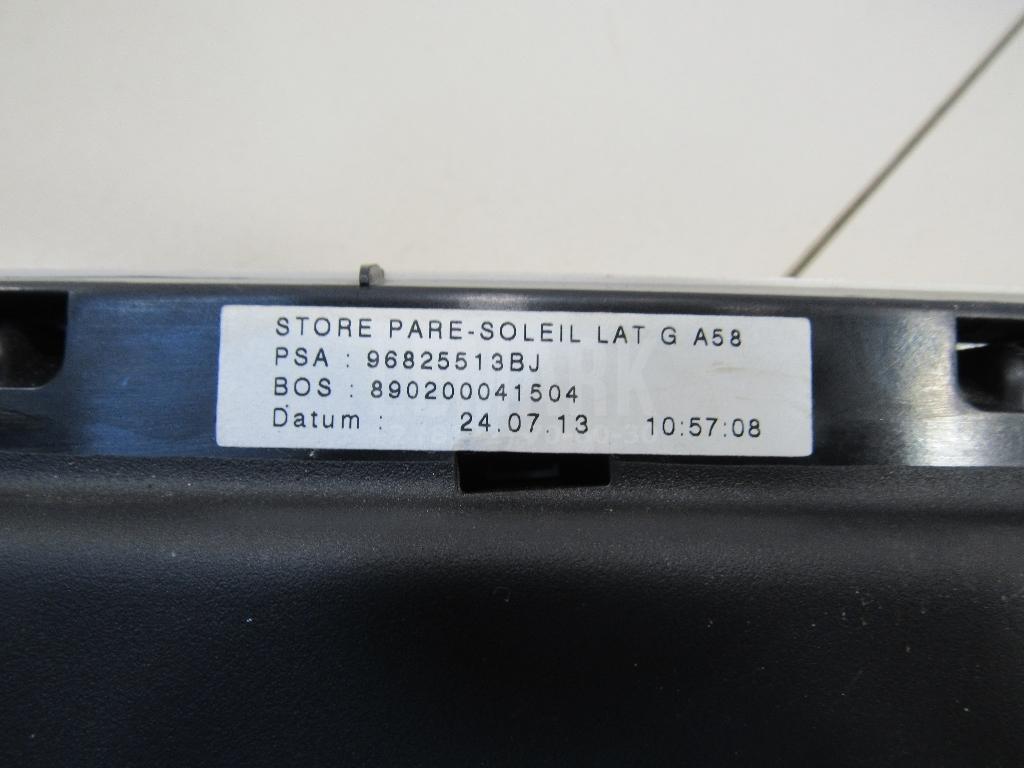 STORE PARE-SOLEIL LAT G A58
PSA : 96825513BJ
BOS : 890200041504
Datum : 24.07.13 10:57:08